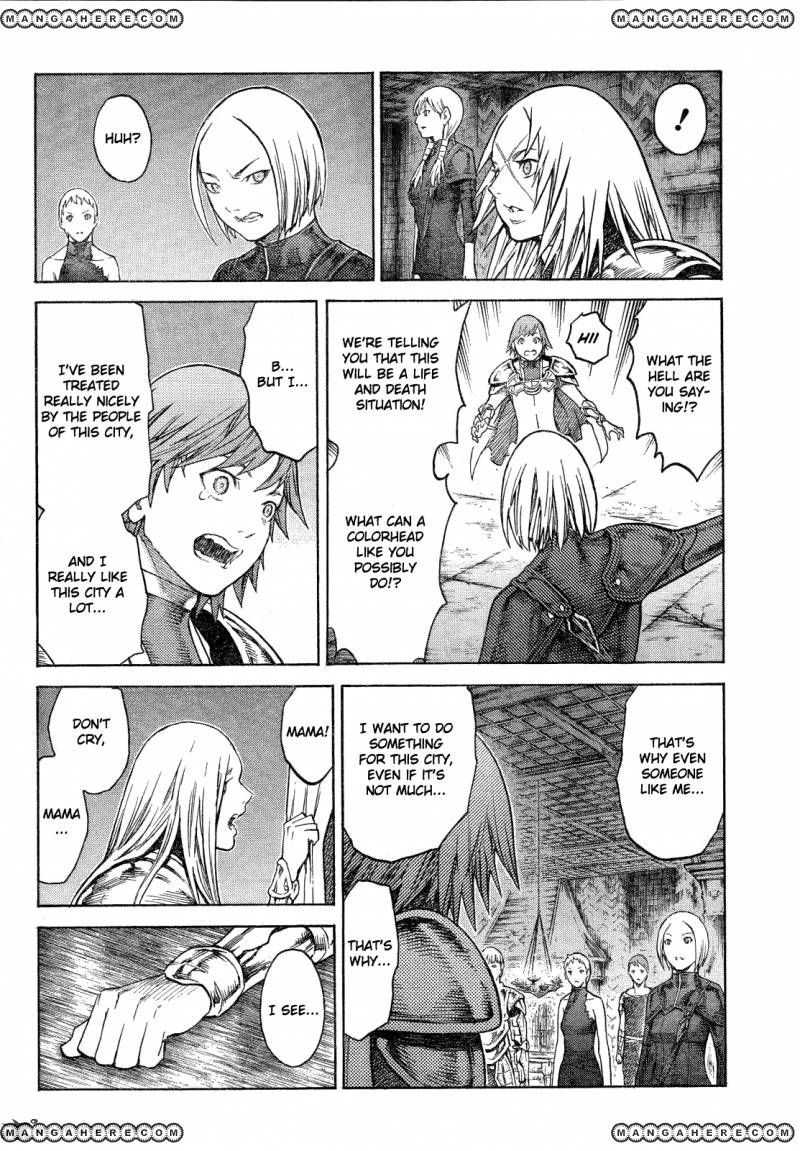 MANGAHERE.COM
MANGAHERE.COM
!
HUH?
WHAT THE
HELL ARE
YOU SAY-
ING!?
HII
WE'RE TELLING
YOU THAT THIS
WILL BE A LIFE
AND DEATH
SITUATION!
WHAT CAN A
COLORHEAD
LIKE YOU
POSSIBLY
DO!?
B...
BUT I...
I'VE BEEN
TREATED
REALLY NICELY
BY THE PEOPLE
OF THIS CITY,
AND I
REALLY LIKE
THIS CITY A
LOT...
THAT'S
WHY EVEN
SOMEONE
LIKE ME...
I WANT TO DO
SOMETHING
FOR THIS CITY,
EVEN IF IT'S
NOT MUCH...
THAT'S
WHY...
MAMA!
DON'T
CRY,
MAMA
...
I SEE...
MANGAHERE.COM
MANGAHERE.COM